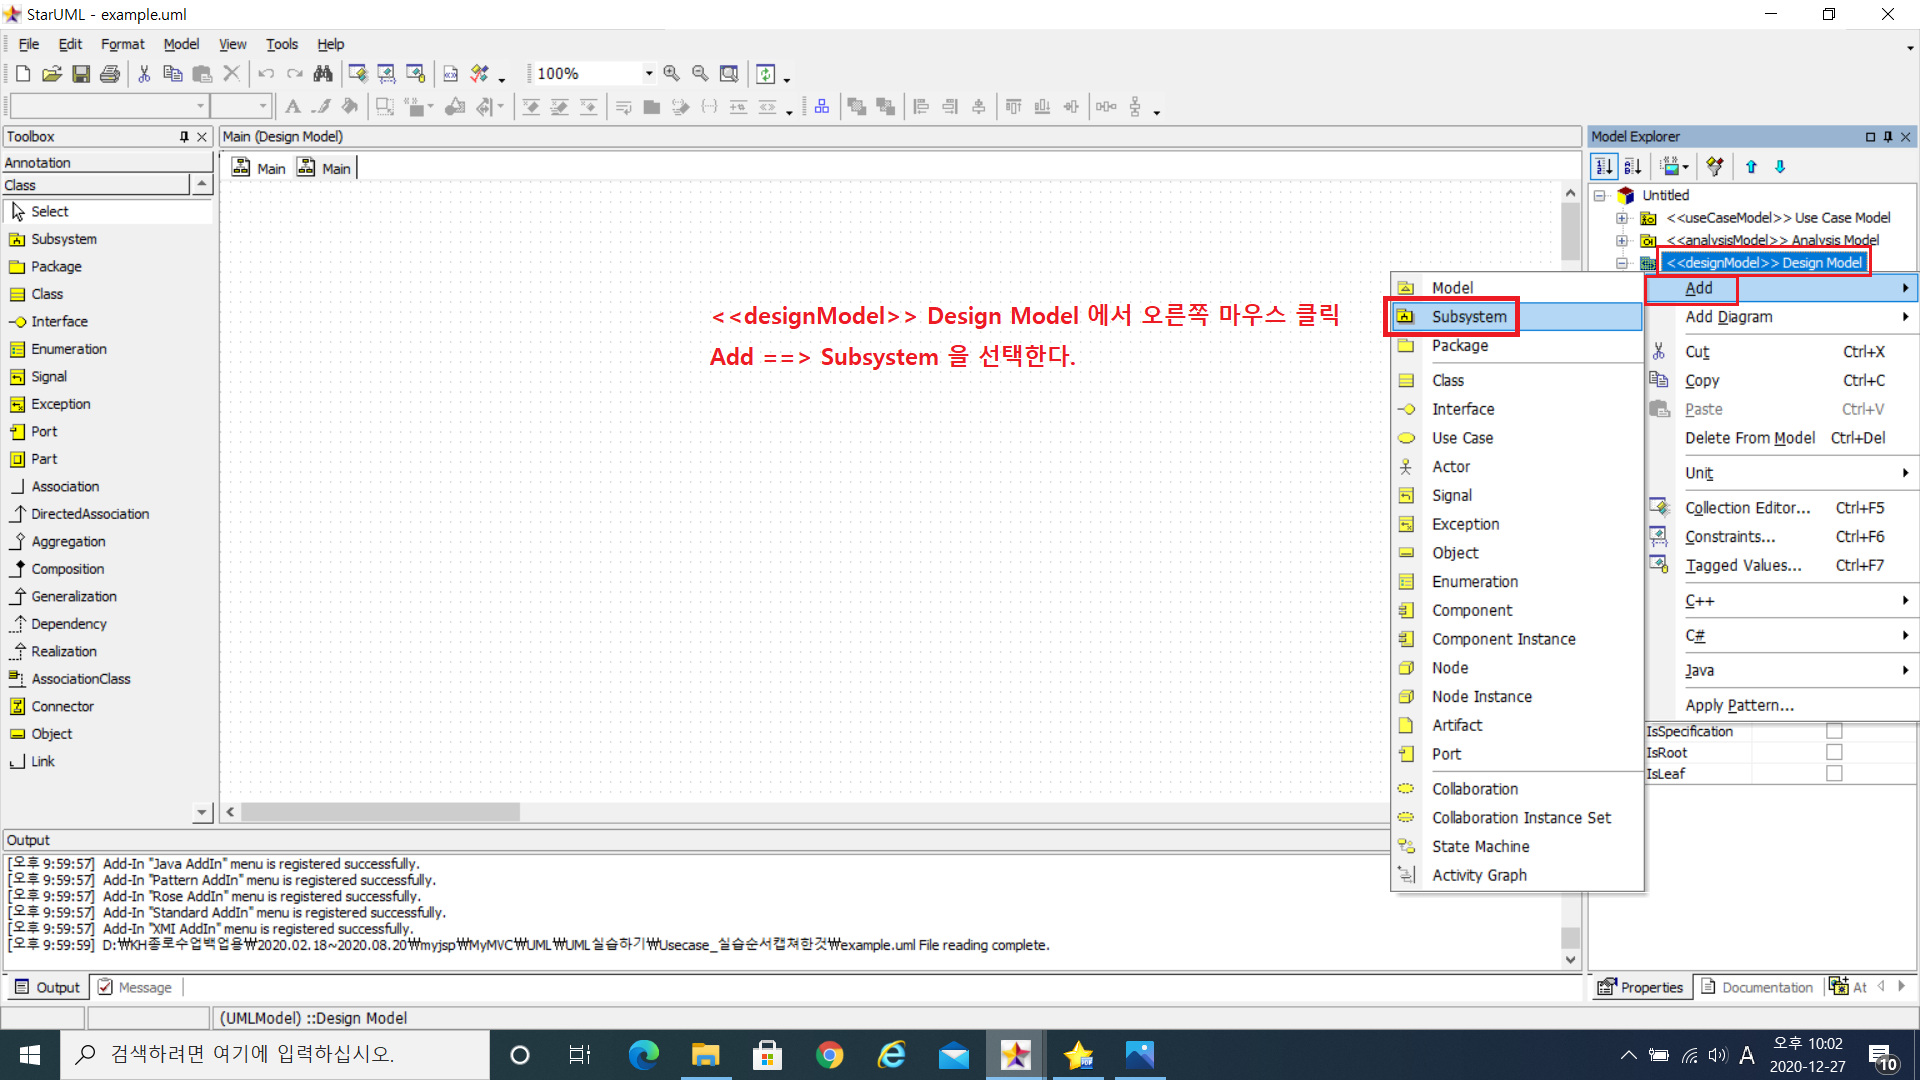 StarUML - example.uml
File Edit Format Model View Tools Help
100%
Toolbox
Annotation
Class
Select
Subsystem
Package
Class
Interface
Enumeration
Signal
Exception
Port
Part
Association
DirectedAssociation
Aggregation
Composition
Generalization
Dependency
Realization
AssociationClass
Connector
Object
Link
Main (Design Model)
Main Main
<<designModel>> Design Model 에서 오른쪽 마우스 클릭
Add ==> Subsystem 을 선택한다.
Model Explorer
Untitled
<<useCaseModel>> Use Case Model
<<analysisModel>> Analysis Model
<<designModel>> Design Model
Model
Subsystem
Package
Class
Interface
Use Case
Actor
Signal
Exception
Object
Enumeration
Component
Component Instance
Node
Node Instance
Artifact
Port
Collaboration
Collaboration Instance Set
State Machine
Activity Graph
Add
Add Diagram
Cut Ctrl+X
Copy Ctrl+C
Paste Ctrl+V
Delete From Model Ctrl+Del
Unit
Collection Editor... Ctrl+F5
Constraints... Ctrl+F6
Tagged Values... Ctrl+F7
C++
C#
Java
Apply Pattern...
IsSpecification
IsRoot
IsLeaf
Output
[오후 9:59:57] Add-In "Java AddIn" menu is registered successfully.
[오후 9:59:57] Add-In "Pattern AddIn" menu is registered successfully.
[오후 9:59:57] Add-In "Rose AddIn" menu is registered successfully.
[오후 9:59:57] Add-In "Standard AddIn" menu is registered successfully.
[오후 9:59:57] Add-In "XMI AddIn" menu is registered successfully.
[오후 9:59:59] D:₩KH종로수업백업용₩2020.02.18~2020.08.20₩myjsp₩MyMVC₩UML₩UML실습하기₩Usecase_실습순서캡쳐한것₩example.uml File reading complete.
Output Message
Properties Documentation At
(UMLModel) ::Design Model
검색하려면 여기에 입력하십시오.
A
오후 10:02
2020-12-27
10